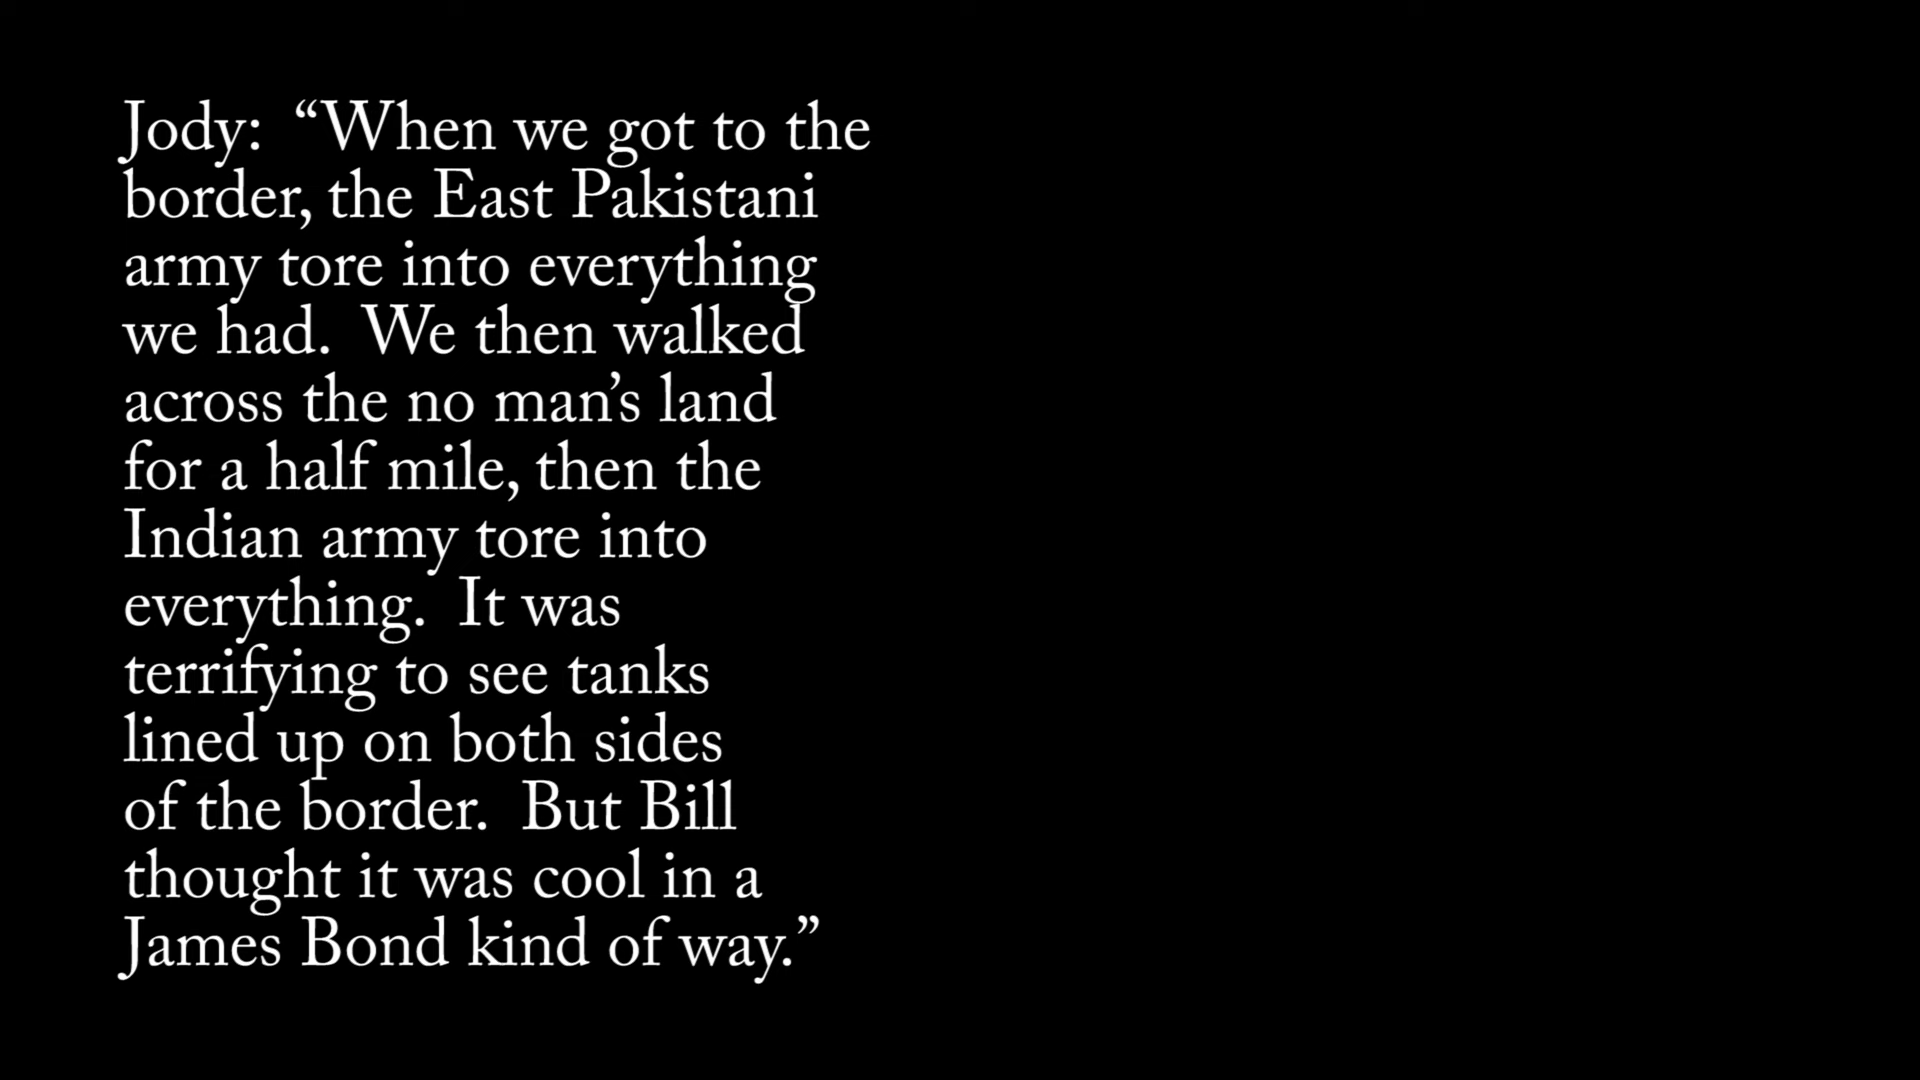 Jody:  “When we got to the
border, the East Pakistani
army tore into everything
we had.  We then walked
across the no man’s land
for a half mile, then the
Indian army tore into
everything.  It was
terrifying to see tanks
lined up on both sides
of the border.  But Bill
thought it was cool in a
James Bond kind of way.”